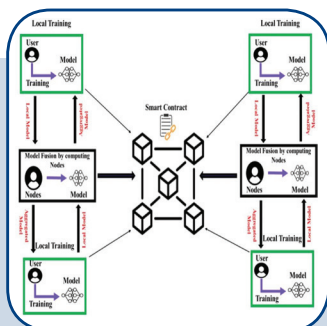 Local Training
User
Model
Training
Local Model
Model
Model Fusion by computing
Nodes
Nodes
Model
Aggregated
Model
Local Model
Local Training
User
Model
Training
Smart Contract
Local Training
User
Model
Training
Local Model
Model
Model Fusion by computing
Nodes
Nodes
Model
Aggregated
Model
Local Model
Local Training
User
Model
Training